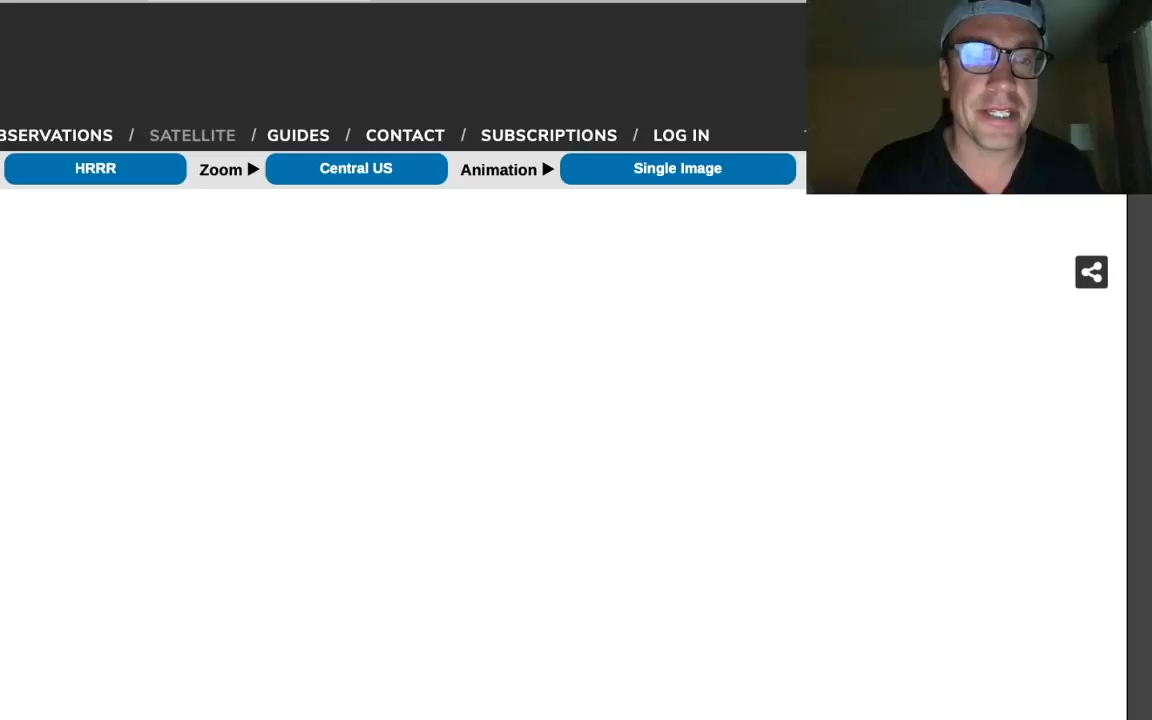 BSERVATIONS / SATELLITE / GUIDES / CONTACT / SUBSCRIPTIONS / LOG IN
HRRR Zoom ▶ Central US Animation ▶ Single Image